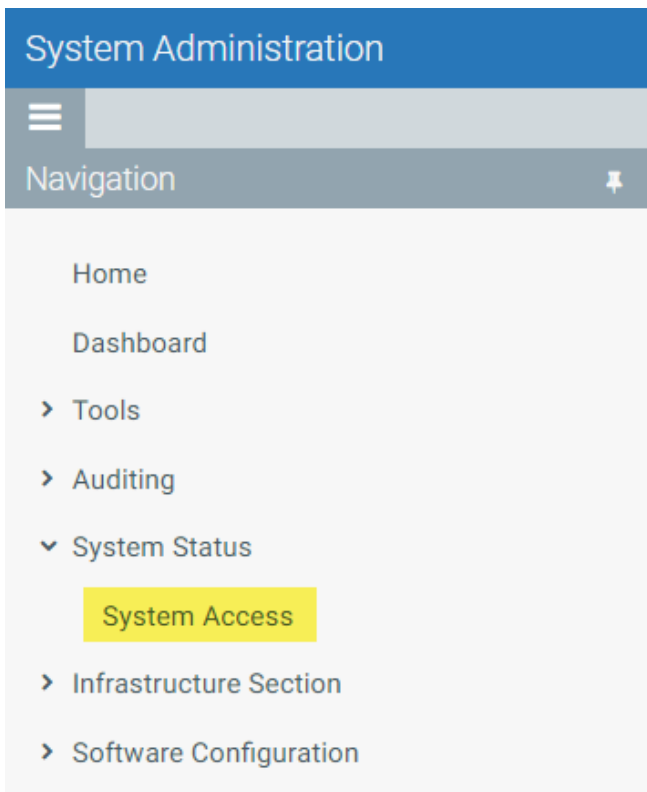 System Administration
Navigation
Home
Dashboard
Tools
Auditing
System Status
System Access
Infrastructure Section
Software Configuration